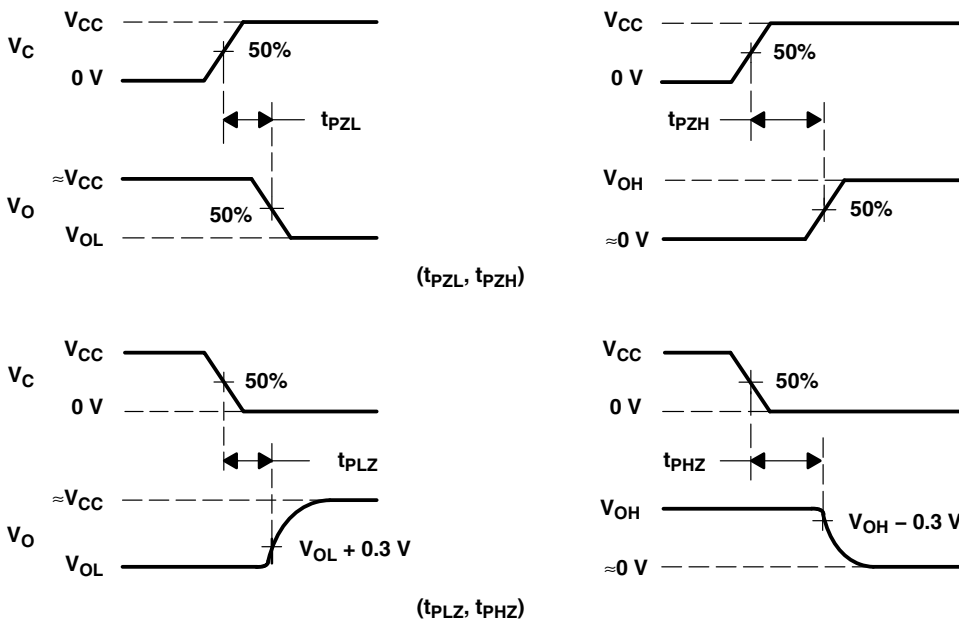 VCC
VC
50%
0 V
tPZL
≈VCC
VO
50%
VOL
VCC
50%
0 V
tPZH
VOH
50%
≈0 V
(tPZL, tPZH)
VCC
VC
50%
0 V
tPLZ
≈VCC
VO
VOL + 0.3 V
VOL
VCC
50%
0 V
tPHZ
VOH
VOH − 0.3 V
≈0 V
(tPLZ, tPHZ)